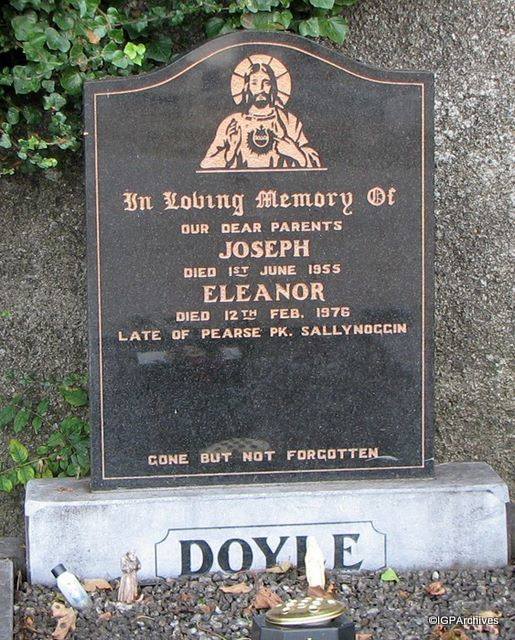 In Loving Memory Of
OUR DEAR PARENTS
JOSEPH
DIED 1ST JUNE 1955
ELEANOR
DIED 12TH FEB. 1976
LATE OF PEARSE PK. SALLYNOGGIN
GONE BUT NOT FORGOTTEN
DOYLE
©IGPArchives